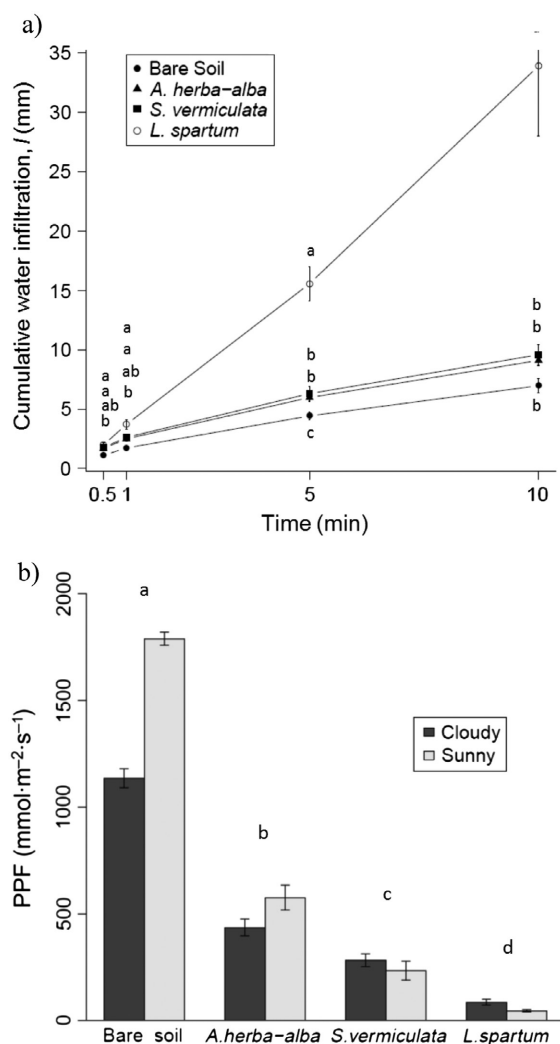 a)
Cumulative water infiltration, I (mm)
35
30
25
20
15
10
5
0
Bare Soil
A. herba−alba
S. vermiculata
L. spartum
a
a
ab
b
a
a
ab
b
a
b
b
c
b
b
b
0.5 1 5 10
Time (min)
b)
PPF (mmol·m−2·s−1)
2000
1500
1000
500
0
a
b
c
d
Cloudy
Sunny
Bare soil A.herba−alba S.vermiculata L.spartum